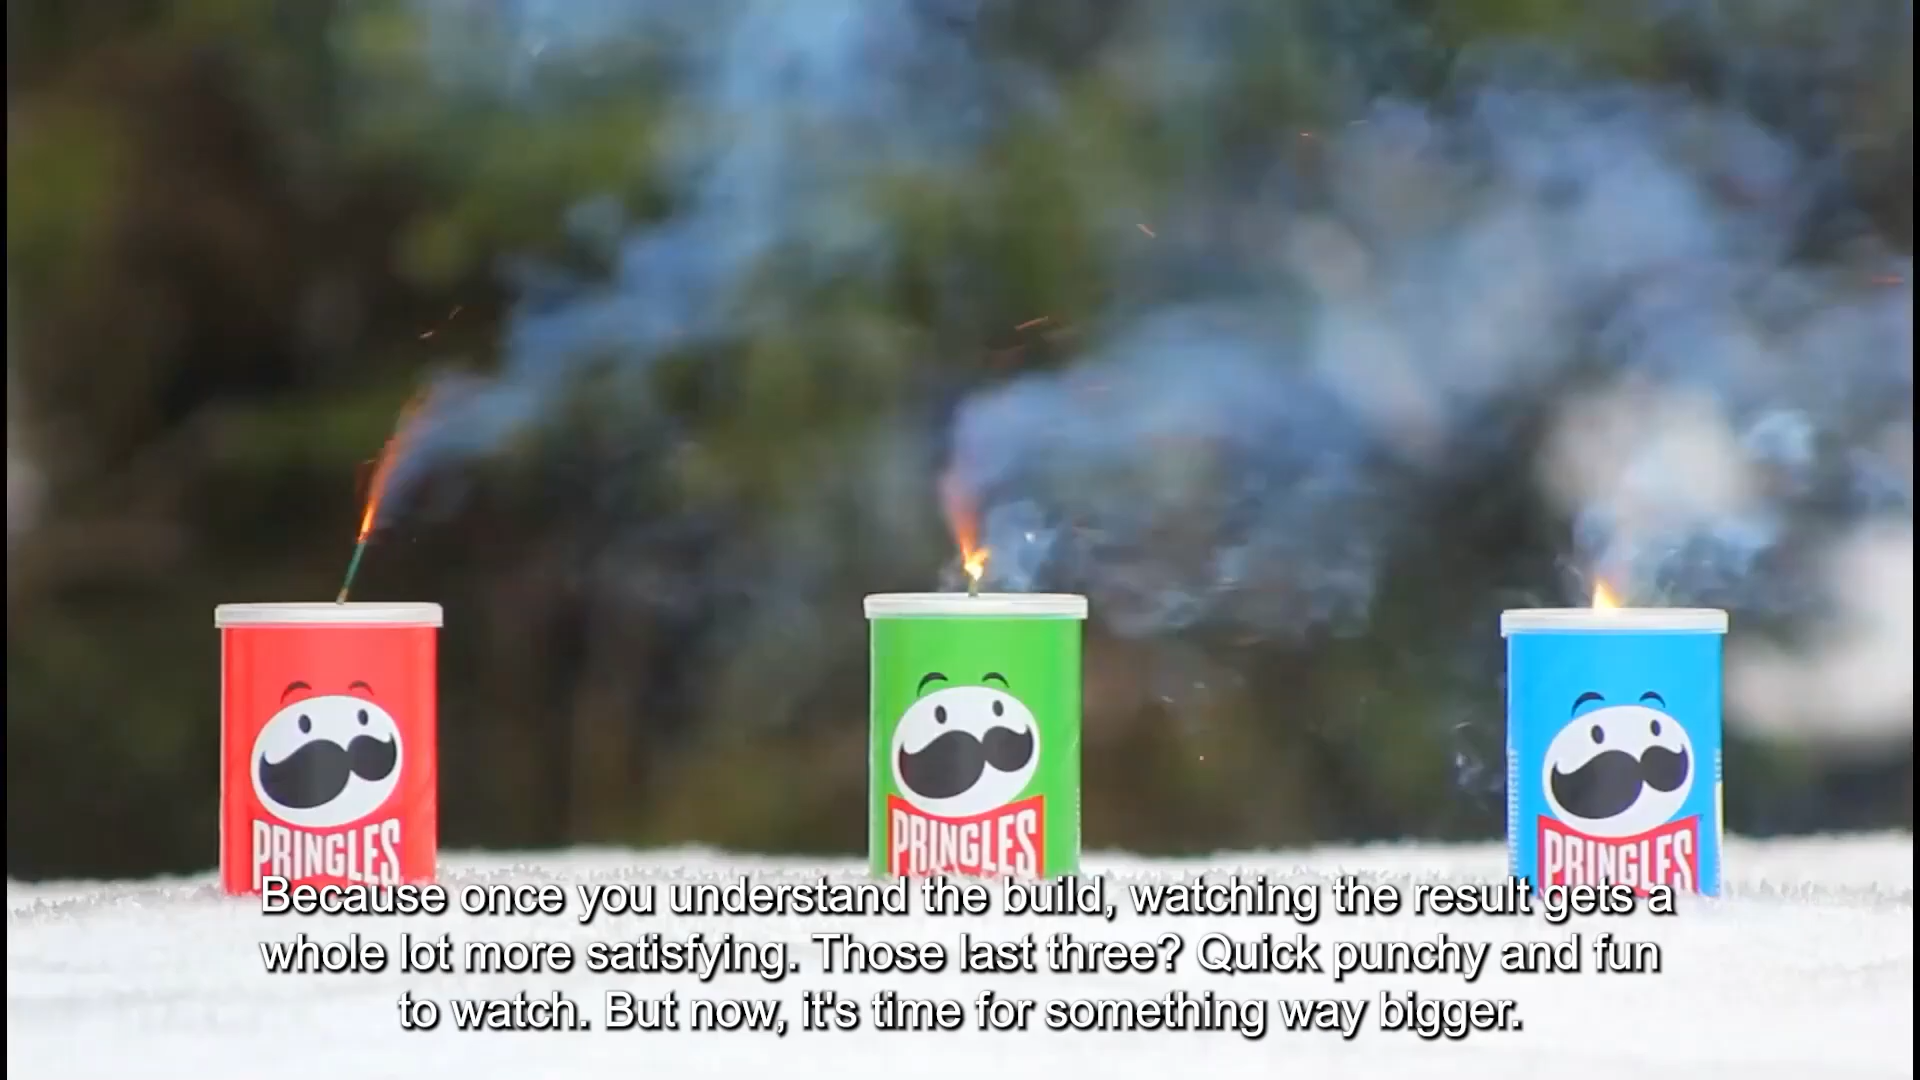 PRINGLES
PRINGLES
PRINGLES
Because once you understand the build, watching the result gets a
whole lot more satisfying. Those last three? Quick punchy and fun
to watch. But now, it's time for something way bigger.